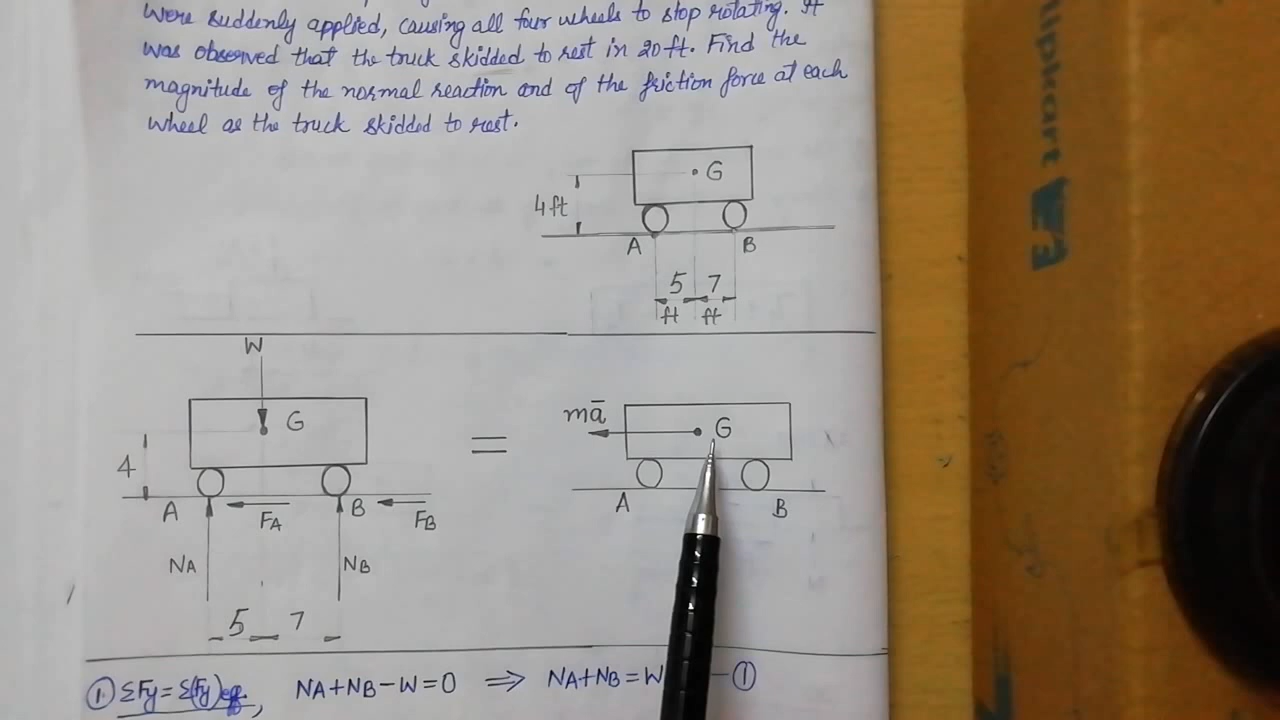 were suddenly applied, causing all four wheels to stop rotating. It
was observed that the truck skidded to rest in 20 ft. Find the
magnitude of the normal reaction and of the friction force at each
wheel as the truck skidded to rest.
G
4 ft
A B
5 7
ft ft
W
G
4
A B
FA FB
NA NB
5 7
=
mā
G
A B
① ΣFy = Σ(Fy)eff, NA+NB-W=0 ⇒ NA+NB=W -①
Flipkart